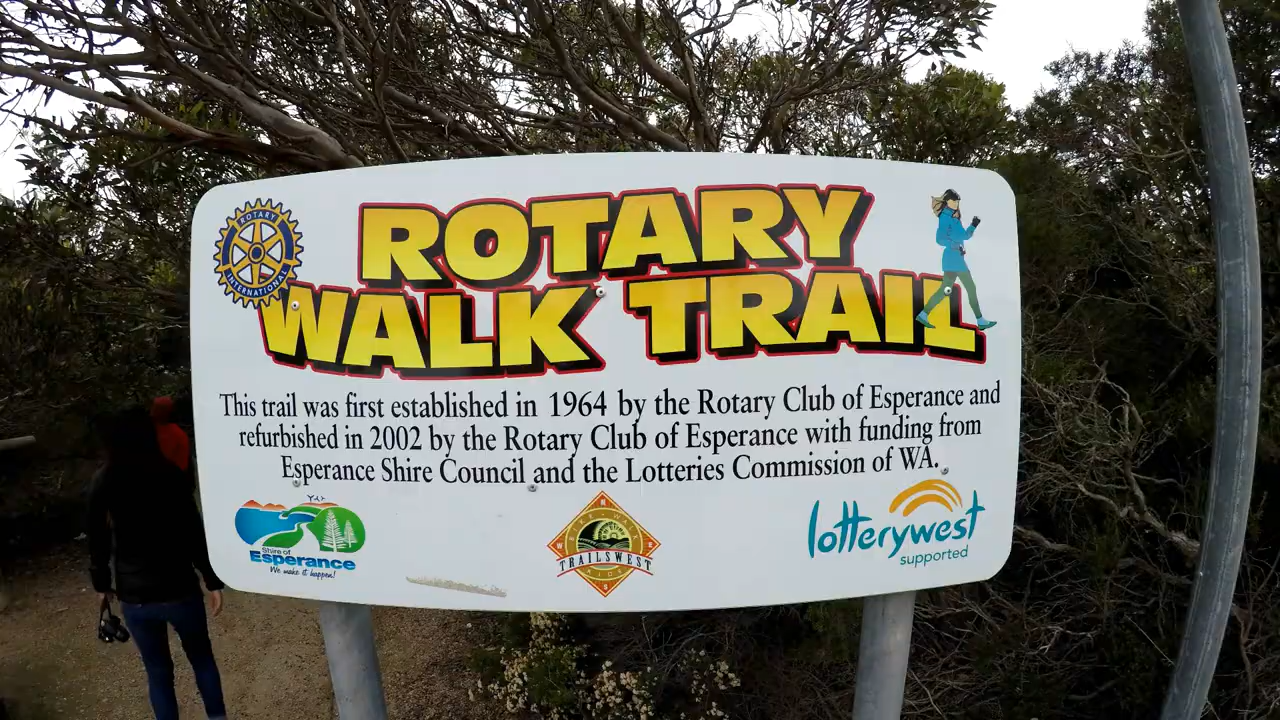 ROTARY
INTERNATIONAL
ROTARY
WALK TRAIL
This trail was first established in 1964 by the Rotary Club of Esperance and
refurbished in 2002 by the Rotary Club of Esperance with funding from
Esperance Shire Council and the Lotteries Commission of WA.
Shire of
Esperance
We make it happen!
N
W
E
TRAILSWEST
S
lotterywest
supported